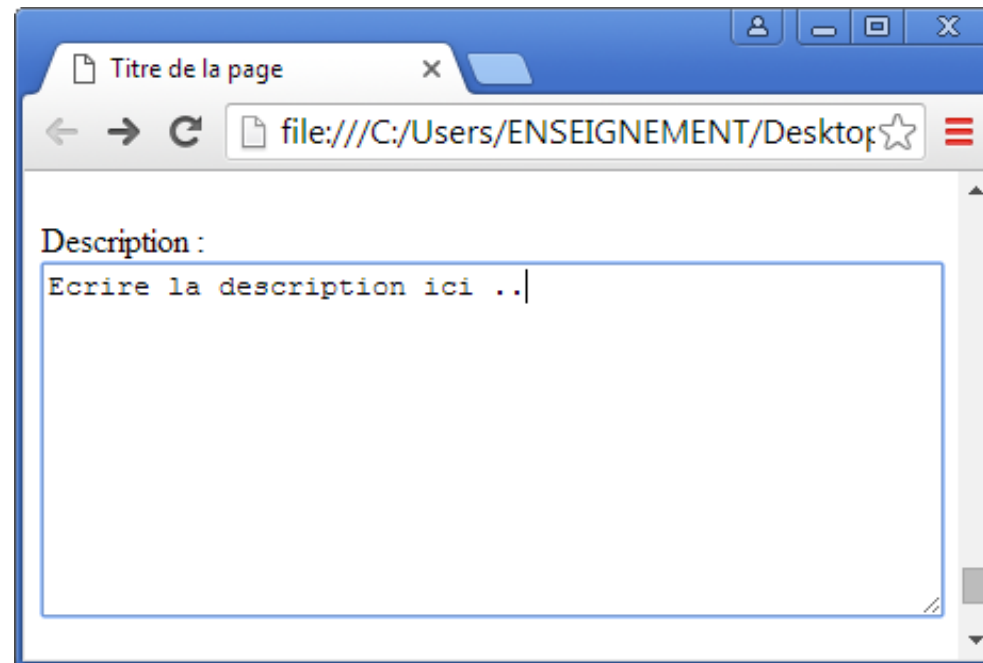 Titre de la page
file:///C:/Users/ENSEIGNEMENT/Desktop
Description :
Ecrire la description ici ..